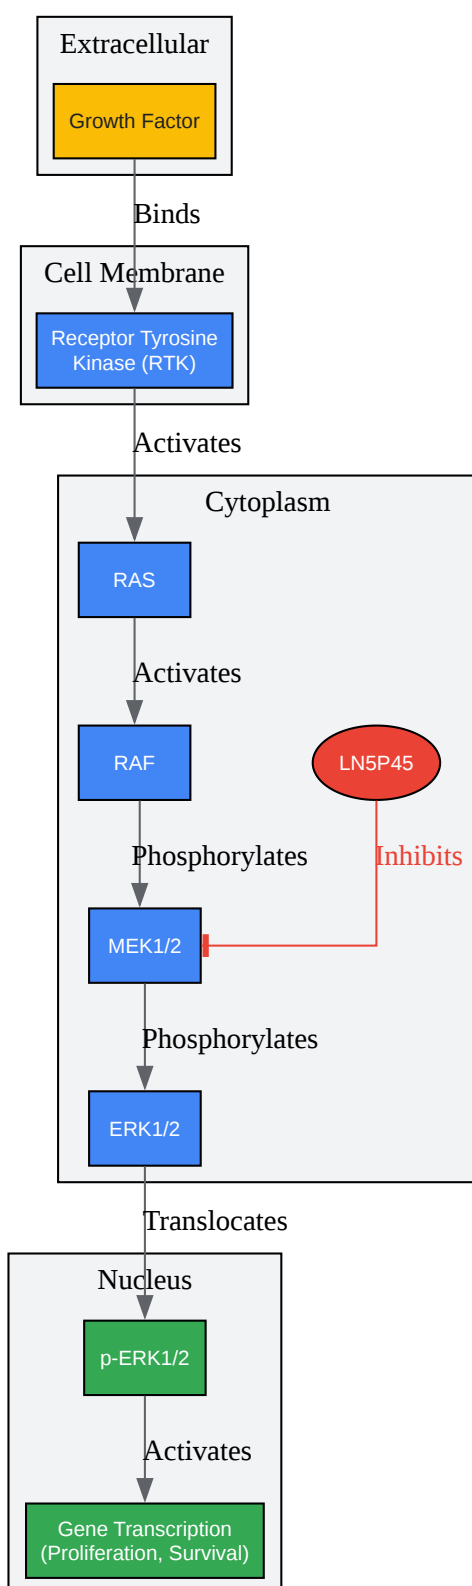 Extracellular
Growth Factor
Binds
Cell Membrane
Receptor Tyrosine
Kinase (RTK)
Activates
Cytoplasm
RAS
Activates
RAF
LN5P45
Phosphorylates
Inhibits
MEK1/2
Phosphorylates
ERK1/2
Translocates
Nucleus
p-ERK1/2
Activates
Gene Transcription
(Proliferation, Survival)